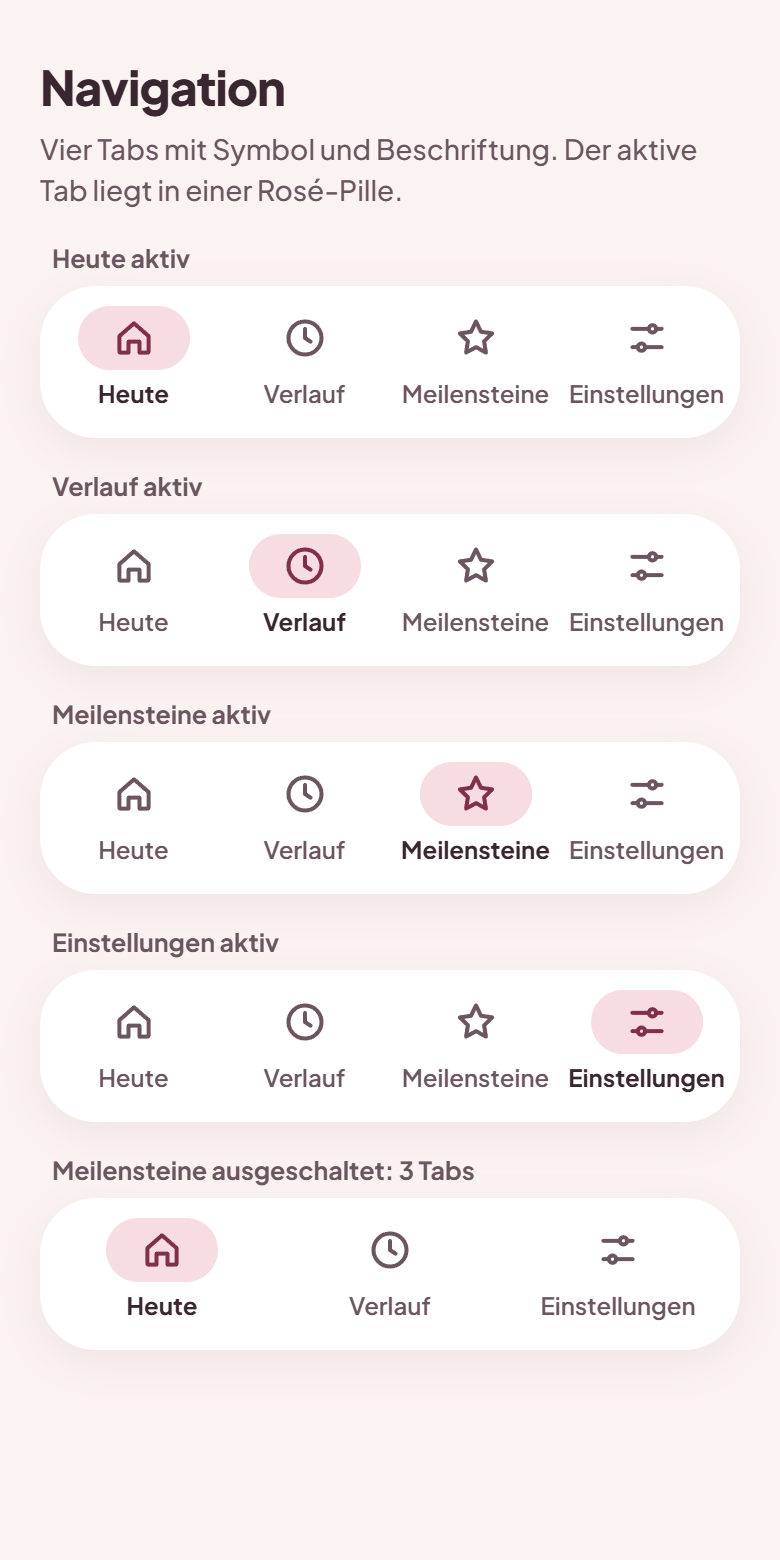 Navigation
Vier Tabs mit Symbol und Beschriftung. Der aktive
Tab liegt in einer Rosé-Pille.
Heute aktiv
Heute Verlauf Meilensteine Einstellungen
Verlauf aktiv
Heute Verlauf Meilensteine Einstellungen
Meilensteine aktiv
Heute Verlauf Meilensteine Einstellungen
Einstellungen aktiv
Heute Verlauf Meilensteine Einstellungen
Meilensteine ausgeschaltet: 3 Tabs
Heute Verlauf Einstellungen